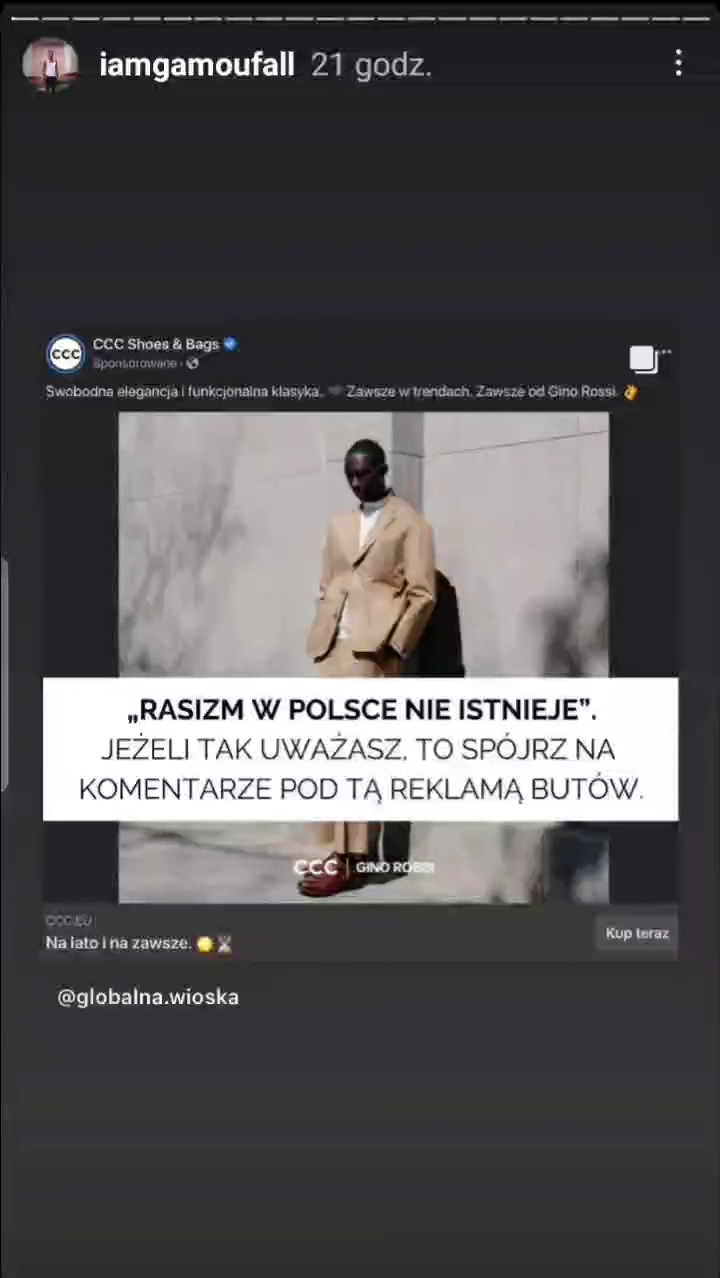 iamgamoufall 21 godz.
CCC
CCC Shoes & Bags
Sponsorowane ·
Swobodna elegancja i funkcjonalna klasyka. 🖤 Zawsze w trendach. Zawsze od Gino Rossi. 👌
„RASIZM W POLSCE NIE ISTNIEJE”.
JEŻELI TAK UWAŻASZ, TO SPÓJRZ NA
KOMENTARZE POD TĄ REKLAMĄ BUTÓW.
CCC | GINO ROSSI
CCC.EU
Na lato i na zawsze. 🌞⌛
Kup teraz
@globalna.wioska